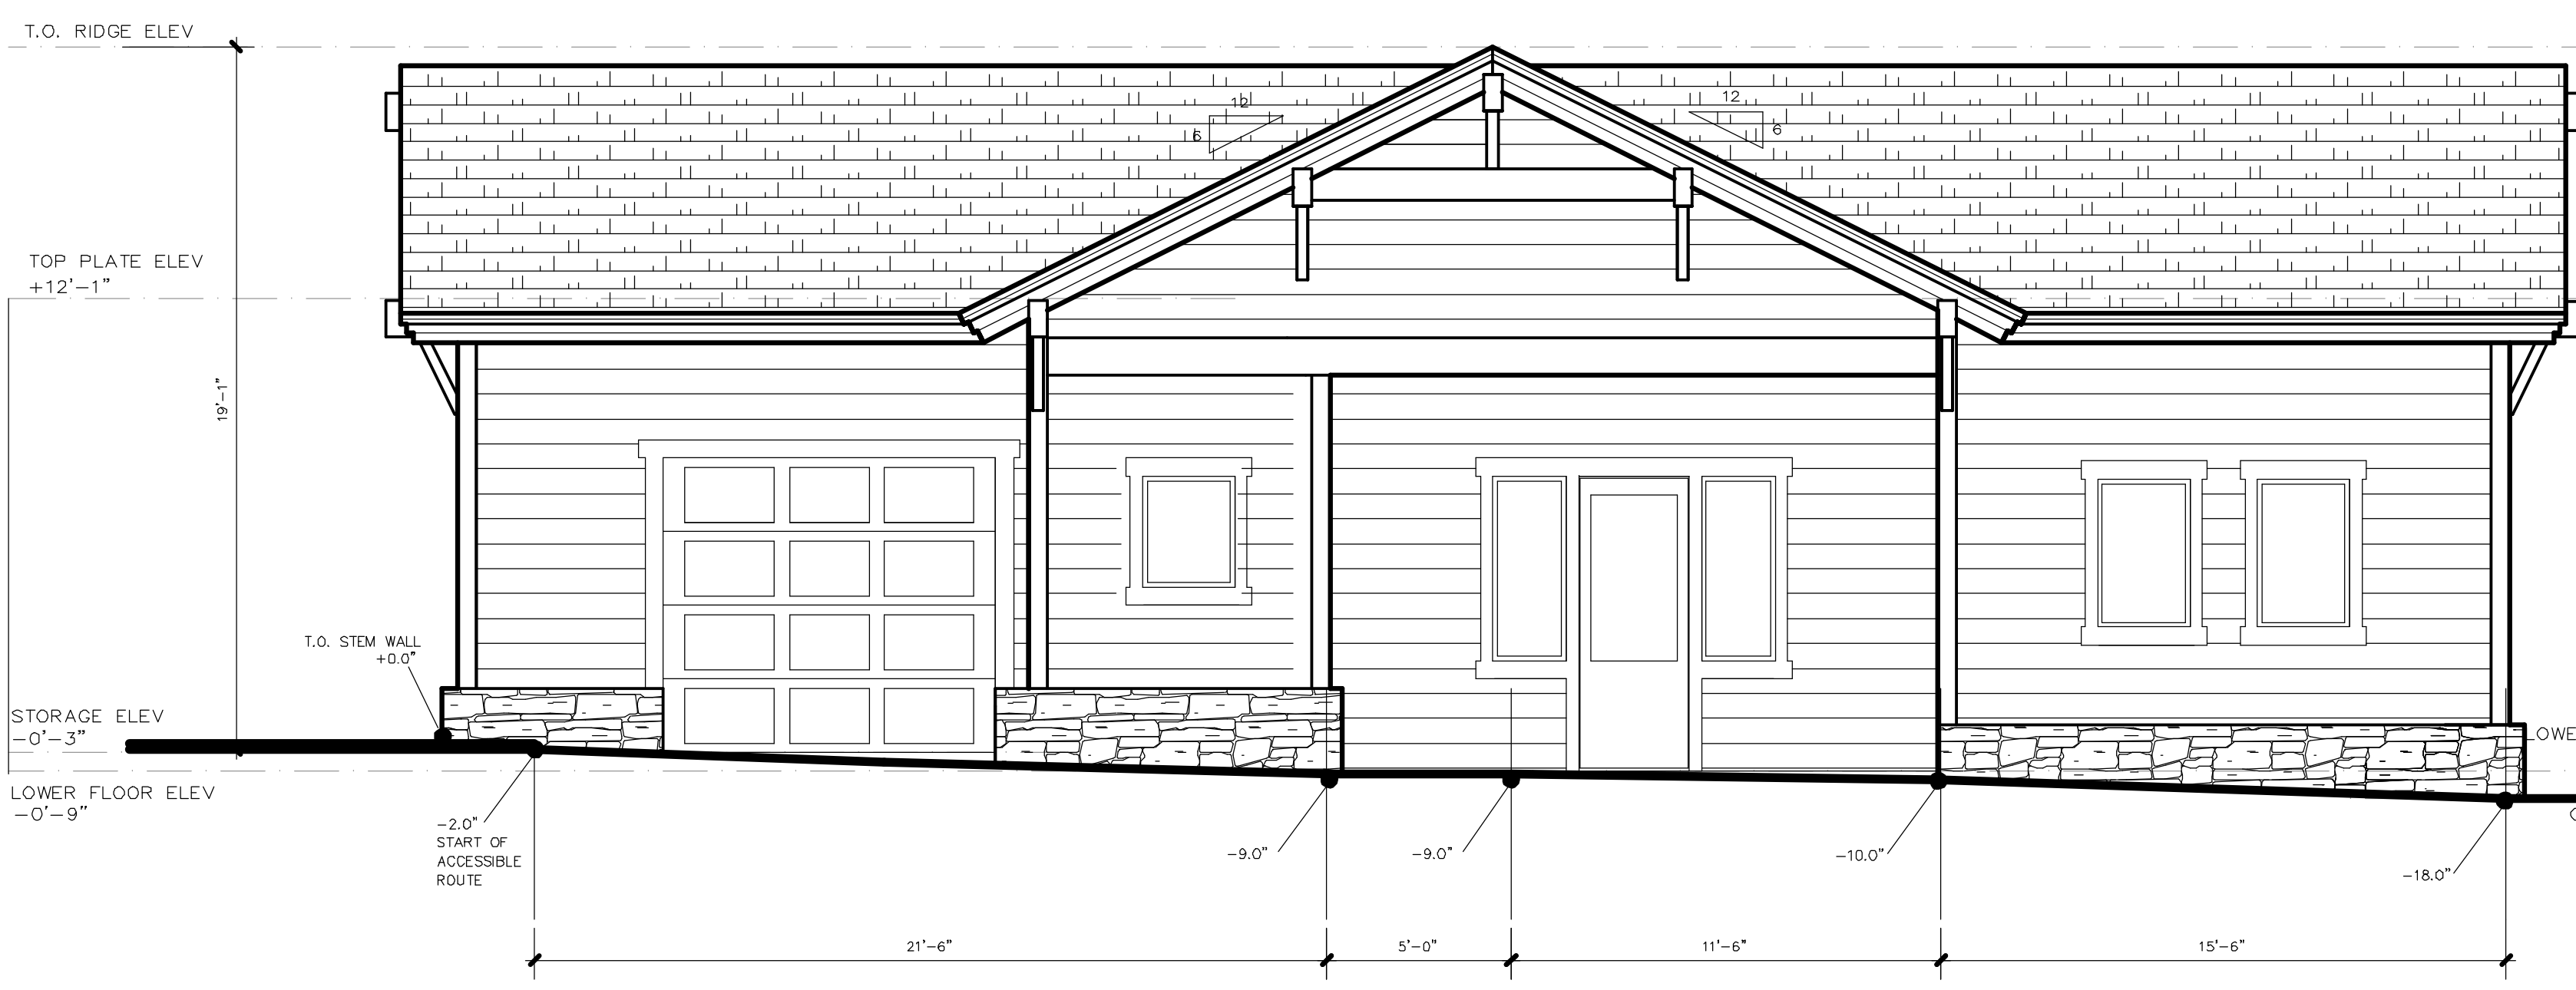 T.O. RIDGE ELEV
12
6
12
6
TOP PLATE ELEV
+12'-1"
19'-1"
T.O. STEM WALL
+0.0"
STORAGE ELEV
-0'-3"
LOWE
LOWER FLOOR ELEV
-0'-9"
-2.0"
START OF
ACCESSIBLE
ROUTE
-9.0"
-9.0"
-10.0"
-18.0"
21'-6"
5'-0"
11'-6"
15'-6"